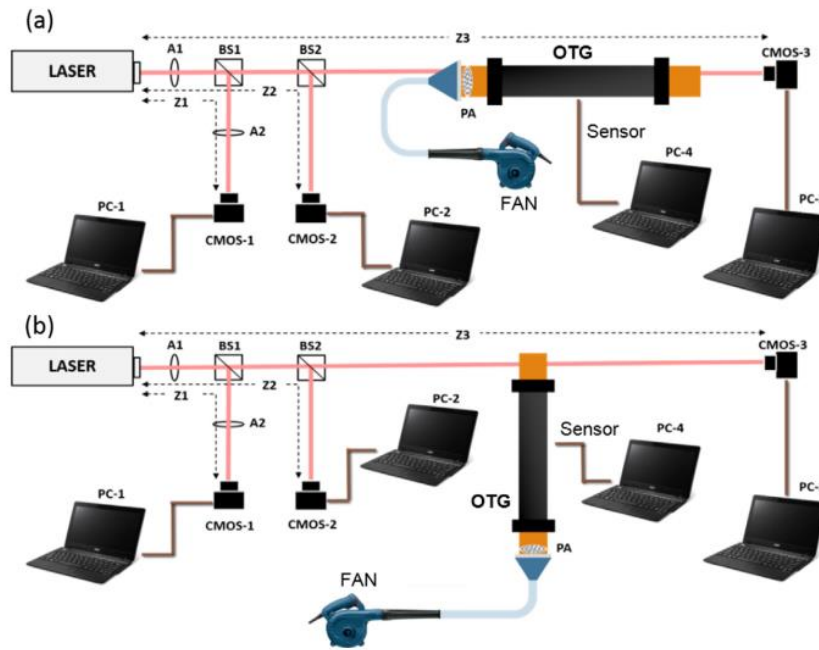 (a)
Z3
LASER
A1
BS1
BS2
OTG
CMOS-3
Z1
Z2
A2
PA
Sensor
FAN
PC-1
CMOS-1
CMOS-2
PC-2
PC-4
(b)
Z3
LASER
A1
BS1
BS2
CMOS-3
Z1
Z2
A2
PC-2
Sensor
PC-4
OTG
PC-1
CMOS-1
CMOS-2
PA
FAN